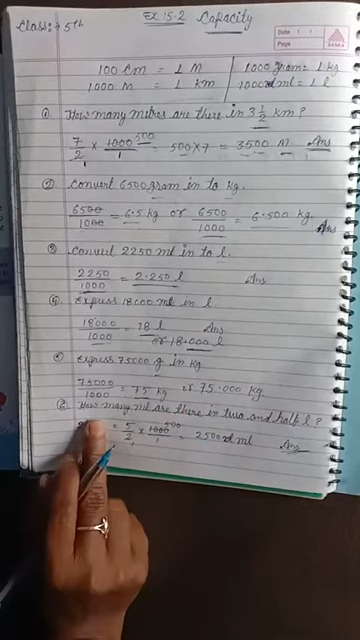 Class:- 5th
Ex 15.2 Capacity
Date
Page
100 Cm = 1 M
1000 gram = 1 kg
1000 M = 1 Km
1000 ml = 1 l
① How many metres are there in 3 1/2 km?
7/2 × 1000/1 500 = 500×7 = 3500 m Ans
② Convert 6500 gram in to kg.
6500/1000 = 6.5 kg or 6500/1000 = 6.500 kg. Ans
③ Convert 2250 ml in to l.
2250/1000 = 2.250 l Ans
④ Express 18000 ml in l
18000/1000 = 18 l Ans
or 18.000 l
⑤ Express 75000 g in kg
75000/1000 = 75 kg or 75.000 kg
⑥ How many ml are there in two and half l?
= 5/2 × 1000/1 500 = 2500 ml Ans